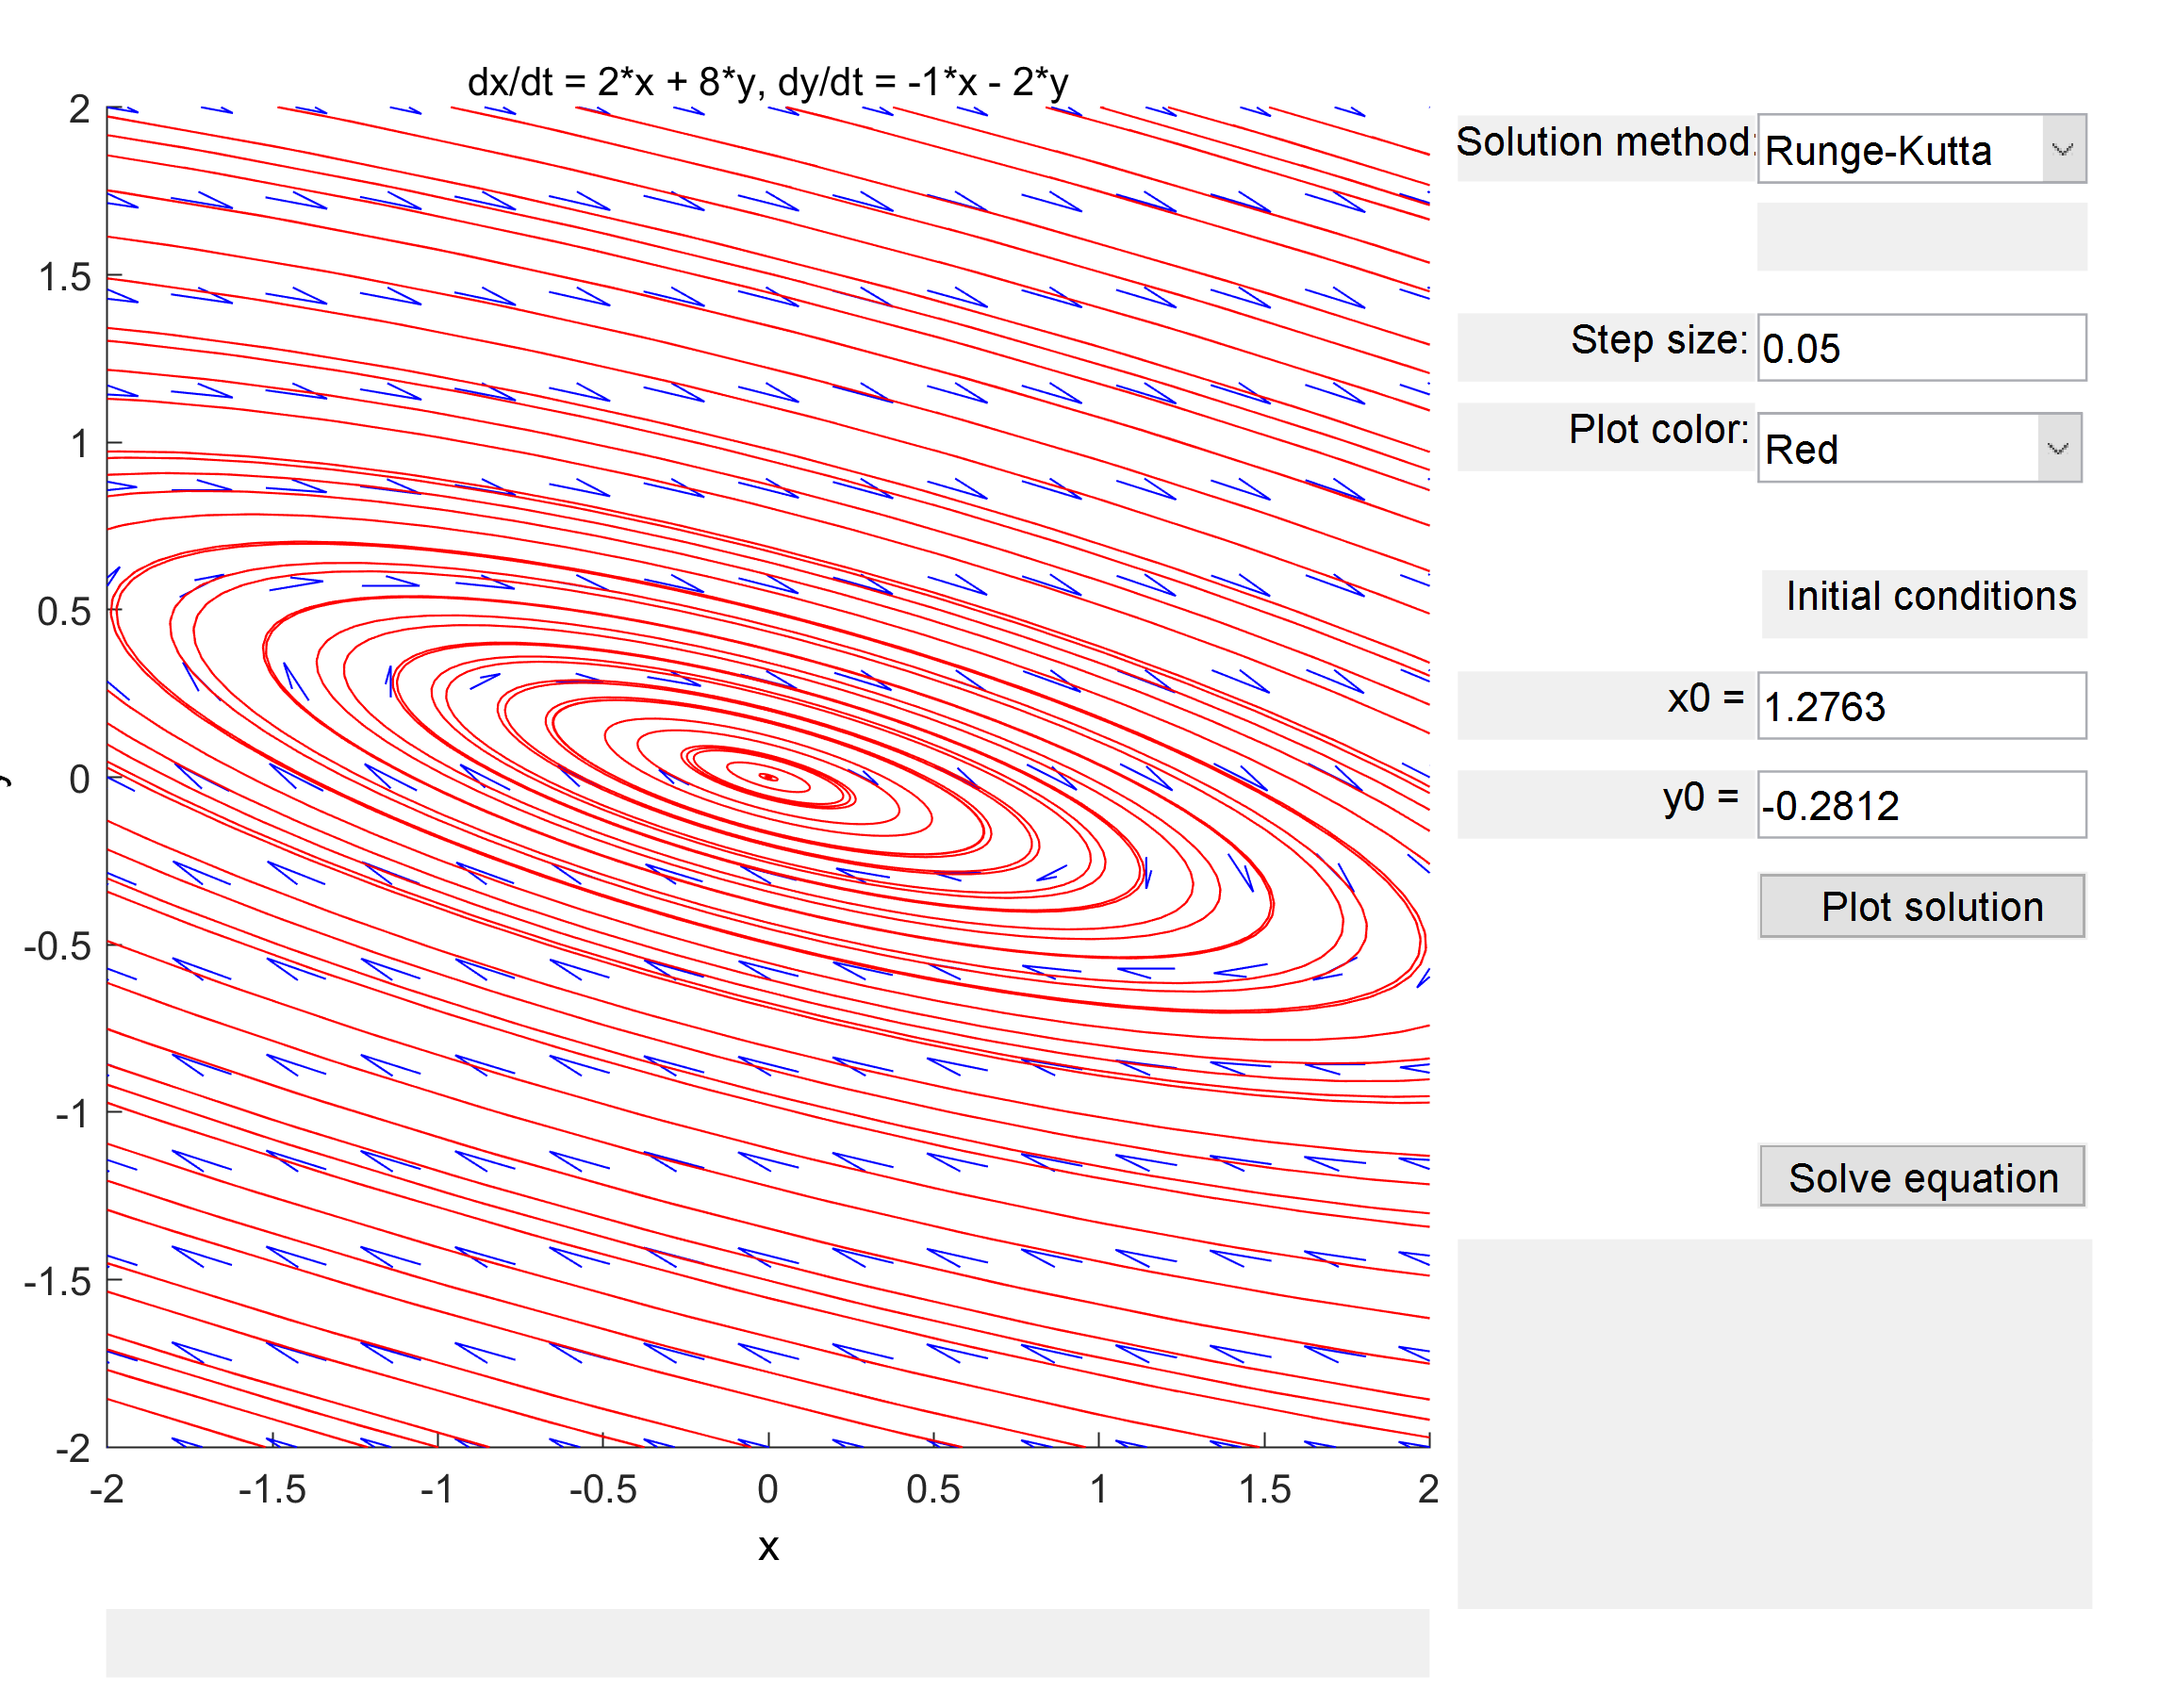 dx/dt = 2*x + 8*y, dy/dt = -1*x - 2*y
2
1.5
1
0.5
0
-0.5
-1
-1.5
-2
-2
-1.5
-1
-0.5
0
0.5
1
1.5
2
x
Solution method:
Runge-Kutta
Step size:
0.05
Plot color:
Red
Initial conditions
x0 =
1.2763
y0 =
-0.2812
Plot solution
Solve equation